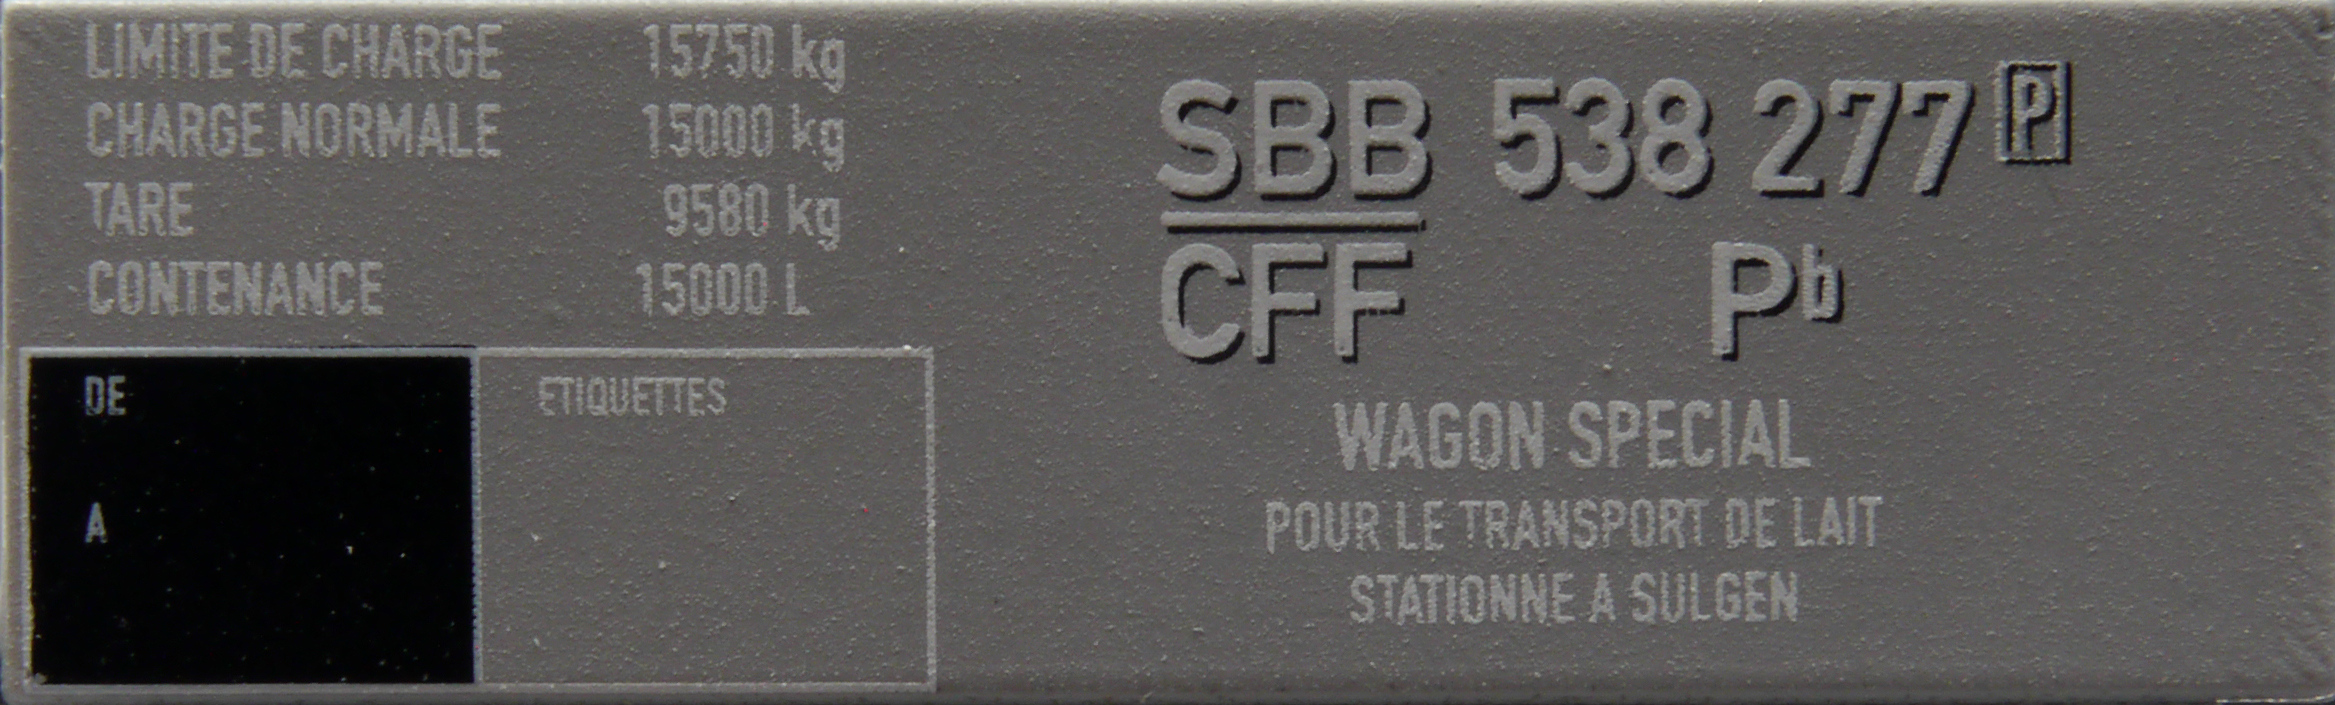 LIMITE DE CHARGE 15750 kg
CHARGE NORMALE 15000 kg
TARE 9580 kg
CONTENANCE 15000 L
DE
A
ETIQUETTES
SBB 538 277 P
CFF Pb
WAGON SPECIAL
POUR LE TRANSPORT DE LAIT
STATIONNE A SULGEN